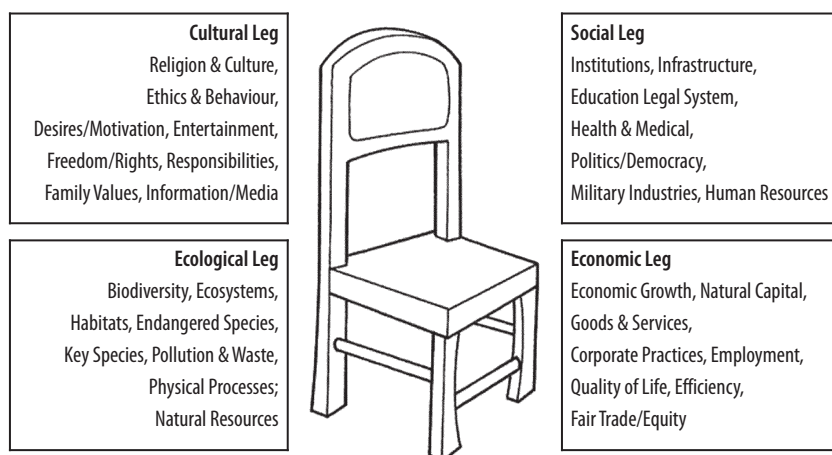 Cultural Leg
Religion & Culture,
Ethics & Behaviour,
Desires/Motivation, Entertainment,
Freedom/Rights, Responsibilities,
Family Values, Information/Media
Social Leg
Institutions, Infrastructure,
Education Legal System,
Health & Medical,
Politics/Democracy,
Military Industries, Human Resources
Ecological Leg
Biodiversity, Ecosystems,
Habitats, Endangered Species,
Key Species, Pollution & Waste,
Physical Processes;
Natural Resources
Economic Leg
Economic Growth, Natural Capital,
Goods & Services,
Corporate Practices, Employment,
Quality of Life, Efficiency,
Fair Trade/Equity